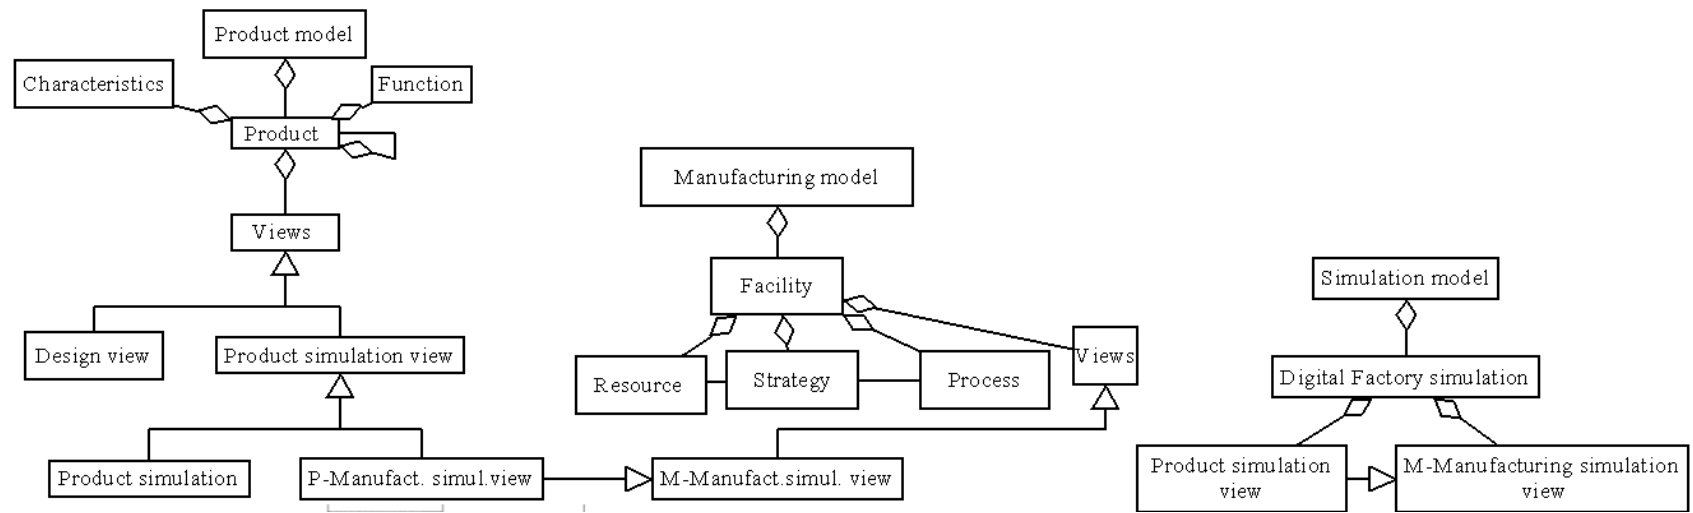 Product model
Characteristics
Function
Product
Views
Design view
Product simulation view
Product simulation
P-Manufact. simul.view
Manufacturing model
Facility
Resource
Strategy
Process
Views
M-Manufact.simul. view
Simulation model
Digital Factory simulation
Product simulation
view
M-Manufacturing simulation
view